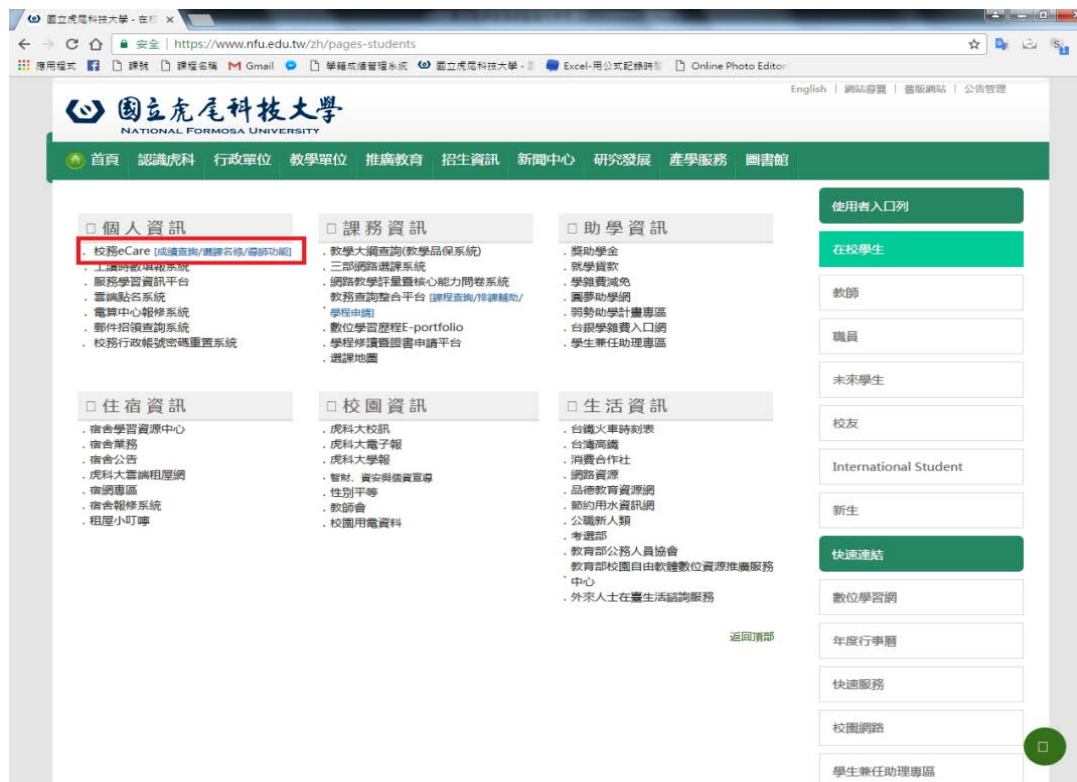 國立虎尾科技大學 - 在校
安全 | https://www.nfu.edu.tw/zh/pages-students
應用程式 課號 課程名稱 Gmail 學籍成績管理系統 國立虎尾科技大學 - Excel-用公式記錄時 Online Photo Editor
English | 網站導覽 | 舊版網站 | 公告管理
國立虎尾科技大學
NATIONAL FORMOSA UNIVERSITY
首頁 認識虎科 行政單位 教學單位 推廣教育 招生資訊 新聞中心 研究發展 產學服務 圖書館
個人資訊
. 校務eCare [成績查詢/選課名條/導師功能]
. 工讀時數填報系統
. 服務學習資訊平台
. 雲端點名系統
. 電算中心報修系統
. 郵件招領查詢系統
. 校務行政帳號密碼重置系統
課務資訊
. 教學大綱查詢(教學品保系統)
. 三部網路選課系統
. 網路教學評量暨核心能力問卷系統
. 教務查詢整合平台 [課程查詢/排課輔助/
學程申請]
. 數位學習歷程E-portfolio
. 學程修讀暨證書申請平台
. 選課地圖
助學資訊
. 獎助學金
. 就學貸款
. 學雜費減免
. 圓夢助學網
. 弱勢助學計畫專區
. 台銀學雜費入口網
. 學生兼任助理專區
住宿資訊
. 宿舍學習資源中心
. 宿舍業務
. 宿舍公告
. 虎科大雲端租屋網
. 宿網專區
. 宿舍報修系統
. 租屋小叮嚀
校園資訊
. 虎科大校訊
. 虎科大電子報
. 虎科大學報
. 智財、資安與個資宣導
. 性別平等
. 教師會
. 校園用電資料
生活資訊
. 台鐵火車時刻表
. 台灣高鐵
. 消費合作社
. 網路資源
. 品德教育資源網
. 節約用水資訊網
. 公職新人類
. 考選部
. 教育部公務人員協會
. 教育部校園自由軟體數位資源推廣服務
中心
. 外來人士在臺生活諮詢服務
返回頂部
使用者入口列
在校學生
教師
職員
未來學生
校友
International Student
新生
快速連結
數位學習網
年度行事曆
快速服務
校園網路
學生兼任助理專區